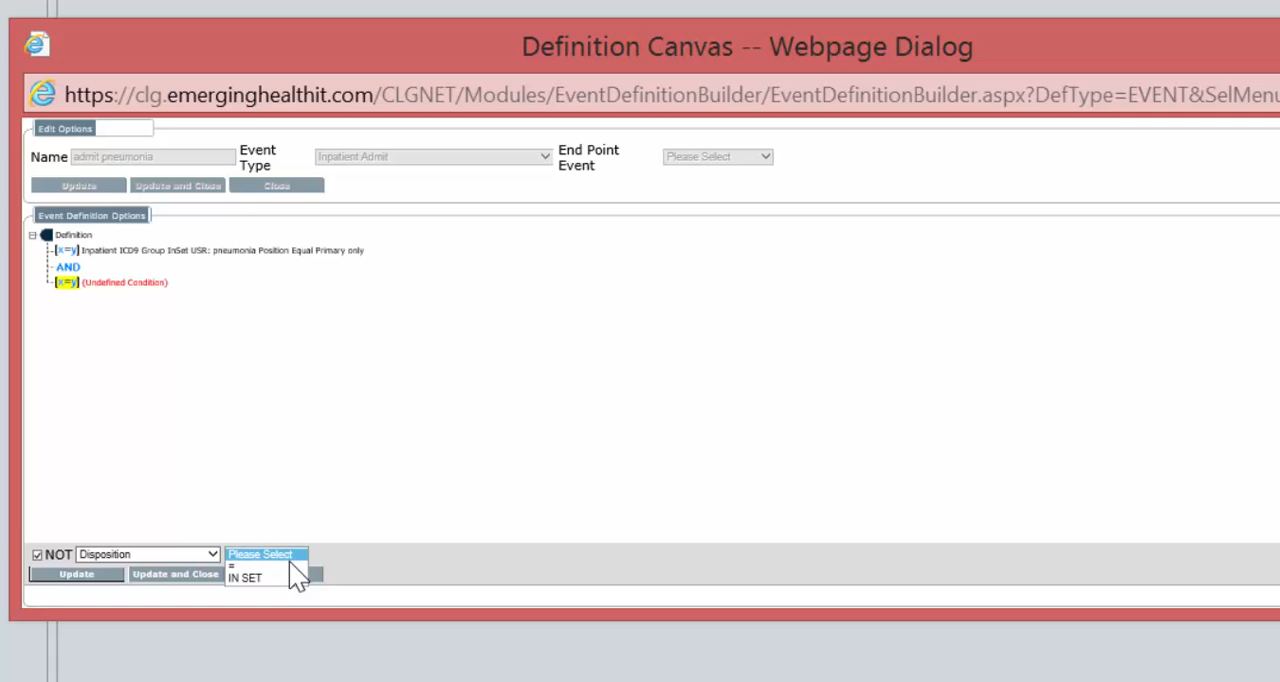 Definition Canvas -- Webpage Dialog
https://clg.emerginghealthit.com/CLGNET/Modules/EventDefinitionBuilder/EventDefinitionBuilder.aspx?DefType=EVENT&SelMenu
Edit Options
Name admit pneumonia Event Type Inpatient Admit End Point Event Please Select
Update Update and Close Close
Event Definition Options
Definition
[x=y] Inpatient ICD9 Group InSet USR: pneumonia Position Equal Primary only
AND
[x=y] (Undefined Condition)
NOT Disposition Please Select
=
Update Update and Close IN SET